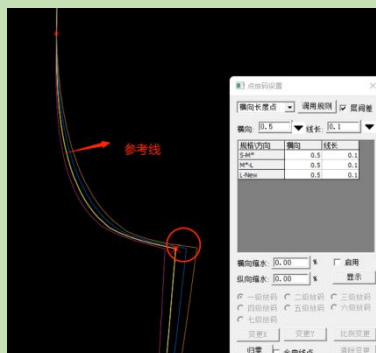 参考线
点放码设置
横向长度点 调用规则 层间差
横向: 0.5 线长: 0.1
规格\方向 横向 线长
S-M* 0.5 0.1
M*-L 0.5 0.1
L-New 0.5 0.1
横向缩水: 0.00 % 启用
纵向缩水: 0.00 % 显示
一级放码 二级放码 三级放码
四级放码 五级放码 六级放码
七级放码
变更X 变更Y 比例变更
归零